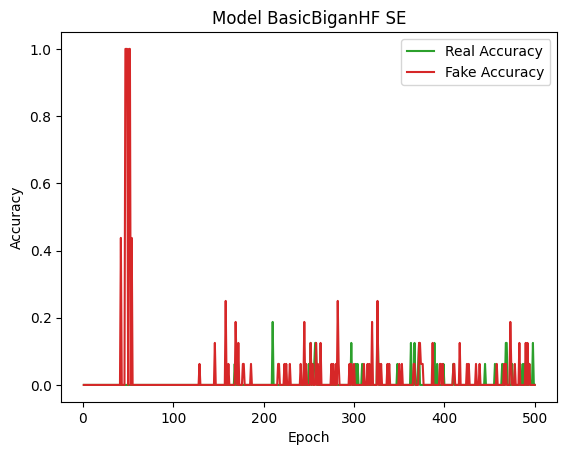 Model BasicBiganHF SE
Real Accuracy
Fake Accuracy
1.0
0.8
0.6
0.4
0.2
0.0
Accuracy
0 100 200 300 400 500
Epoch